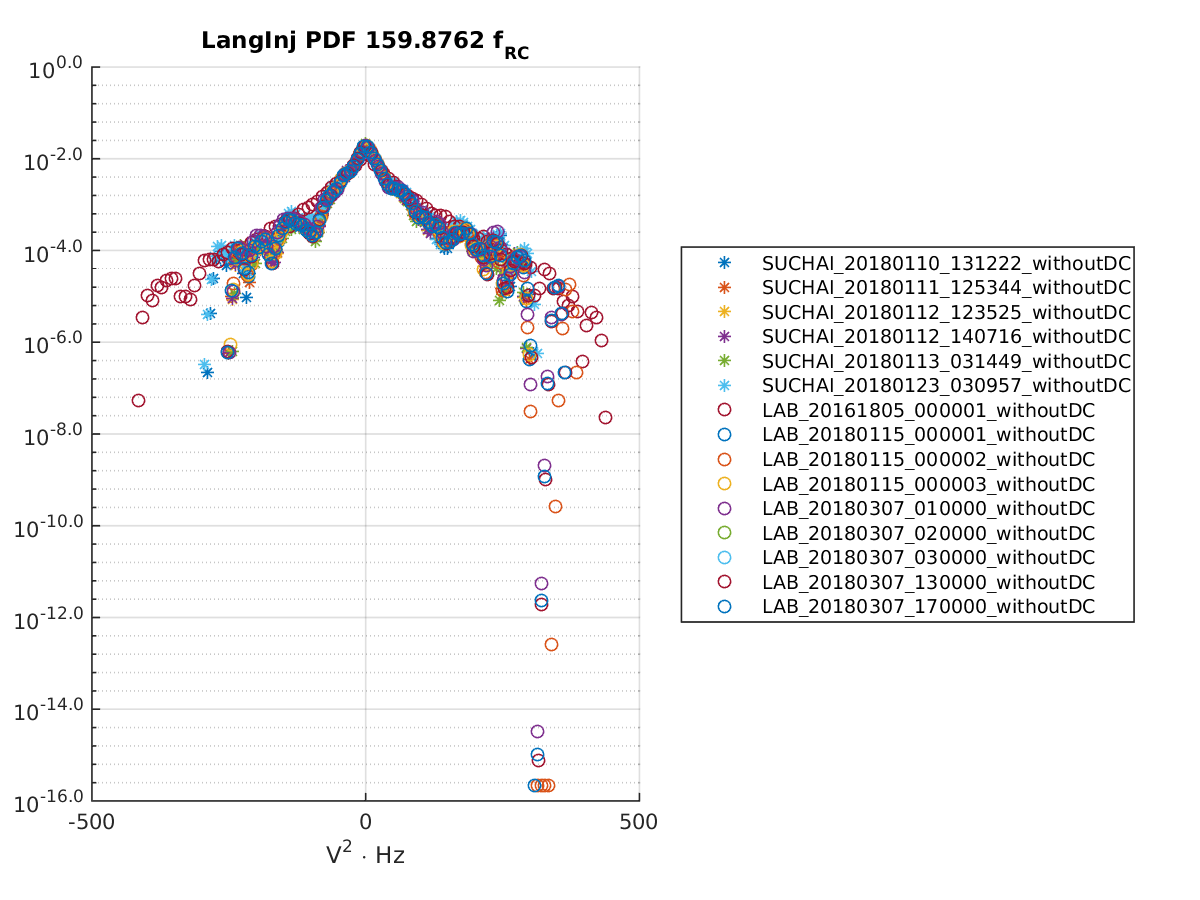 LangInj PDF 159.8762 f_RC
10^0.0
10^-2.0
10^-4.0
10^-6.0
10^-8.0
10^-10.0
10^-12.0
10^-14.0
10^-16.0
-500 0 500
V^2 · Hz
SUCHAI_20180110_131222_withoutDC
SUCHAI_20180111_125344_withoutDC
SUCHAI_20180112_123525_withoutDC
SUCHAI_20180112_140716_withoutDC
SUCHAI_20180113_031449_withoutDC
SUCHAI_20180123_030957_withoutDC
LAB_20161805_000001_withoutDC
LAB_20180115_000001_withoutDC
LAB_20180115_000002_withoutDC
LAB_20180115_000003_withoutDC
LAB_20180307_010000_withoutDC
LAB_20180307_020000_withoutDC
LAB_20180307_030000_withoutDC
LAB_20180307_130000_withoutDC
LAB_20180307_170000_withoutDC